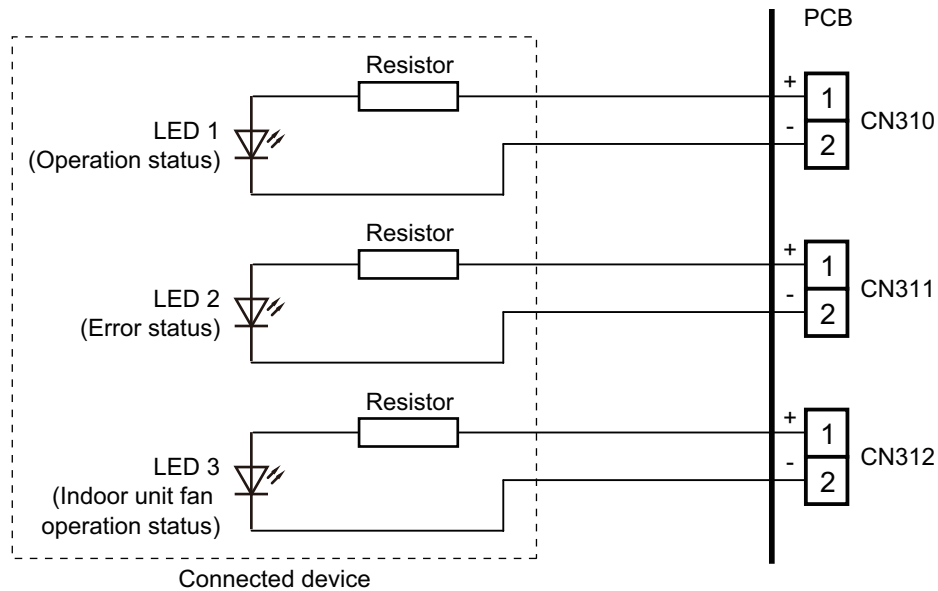 PCB
Resistor
+
1
LED 1
(Operation status)
-
2
CN310
Resistor
+
1
LED 2
(Error status)
-
2
CN311
Resistor
+
1
LED 3
(Indoor unit fan
operation status)
-
2
CN312
Connected device